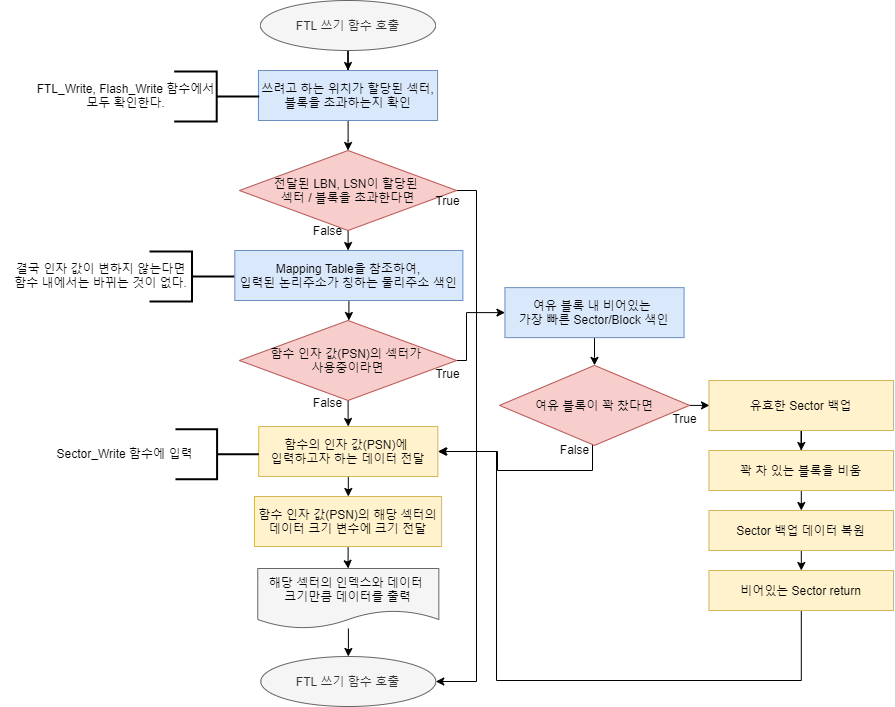 FTL 쓰기 함수 호출
FTL_Write, Flash_Write 함수에서
모두 확인한다.
쓰려고 하는 위치가 할당된 섹터,
블록을 초과하는지 확인
전달된 LBN, LSN이 할당된
섹터 / 블록을 초과한다면
True
False
결국 인자 값이 변하지 않는다면
함수 내에서는 바뀌는 것이 없다.
Mapping Table을 참조하여,
입력된 논리주소가 칭하는 물리주소 색인
여유 블록 내 비어있는
가장 빠른 Sector/Block 색인
함수 인자 값(PSN)의 섹터가
사용중이라면
True
False
여유 블록이 꽉 찼다면
True
False
유효한 Sector 백업
꽉 차 있는 블록을 비움
Sector 백업 데이터 복원
비어있는 Sector return
Sector_Write 함수에 입력
함수의 인자 값(PSN)에
입력하고자 하는 데이터 전달
함수 인자 값(PSN)의 해당 섹터의
데이터 크기 변수에 크기 전달
해당 섹터의 인덱스와 데이터
크기만큼 데이터를 출력
FTL 쓰기 함수 호출